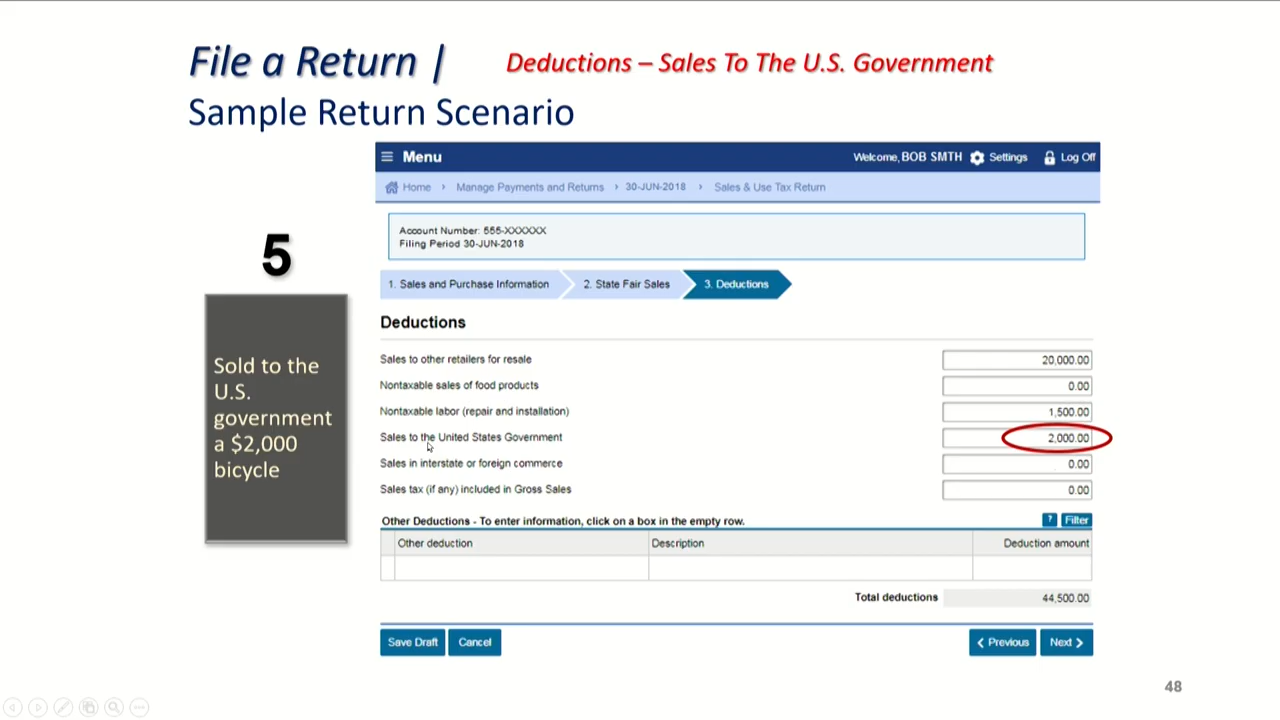 File a Return |
Deductions – Sales To The U.S. Government
Sample Return Scenario
Menu
Welcome, BOB SMTH
Settings
Log Off
Home › Manage Payments and Returns › 30-JUN-2018 › Sales & Use Tax Return
Account Number: 555-XXXXXX
Filing Period 30-JUN-2018
5
1. Sales and Purchase Information
2. State Fair Sales
3. Deductions
Sold to the
U.S.
government
a $2,000
bicycle
Deductions
Sales to other retailers for resale 20,000.00
Nontaxable sales of food products 0.00
Nontaxable labor (repair and installation) 1,500.00
Sales to the United States Government 2,000.00
Sales in interstate or foreign commerce 0.00
Sales tax (if any) included in Gross Sales 0.00
Other Deductions - To enter information, click on a box in the empty row.
? Filter
Other deduction Description Deduction amount
Total deductions 44,500.00
Save Draft Cancel Previous Next
48